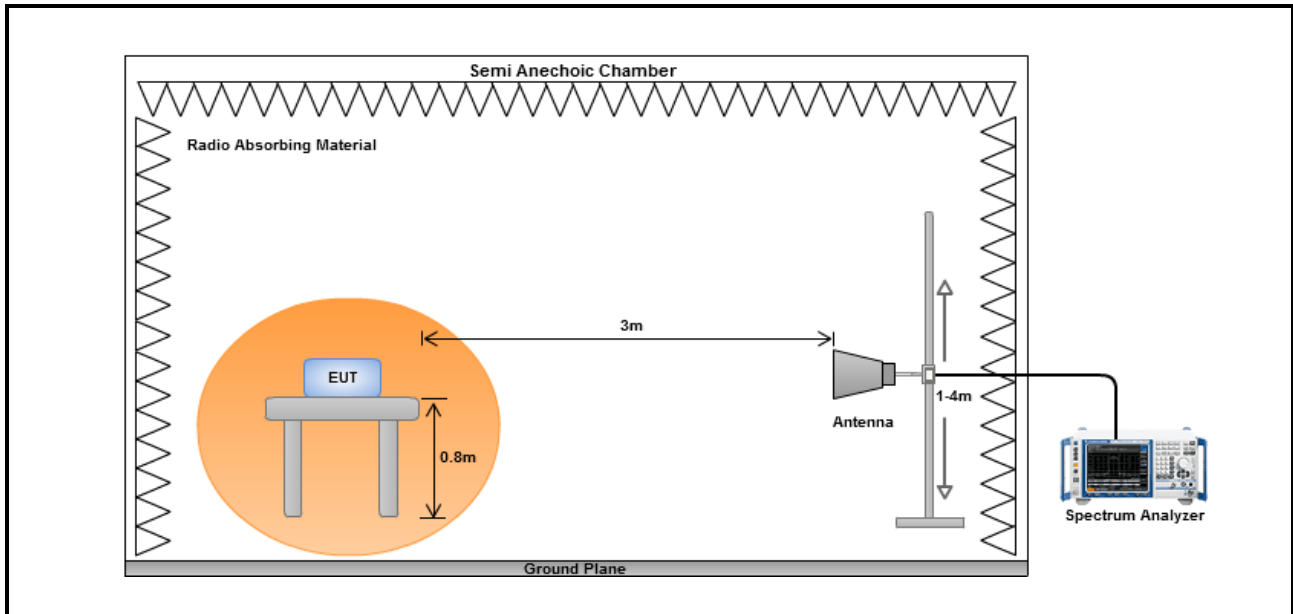 Semi Anechoic Chamber
Radio Absorbing Material
3m
EUT
1-4m
Antenna
0.8m
Spectrum Analyzer
Ground Plane